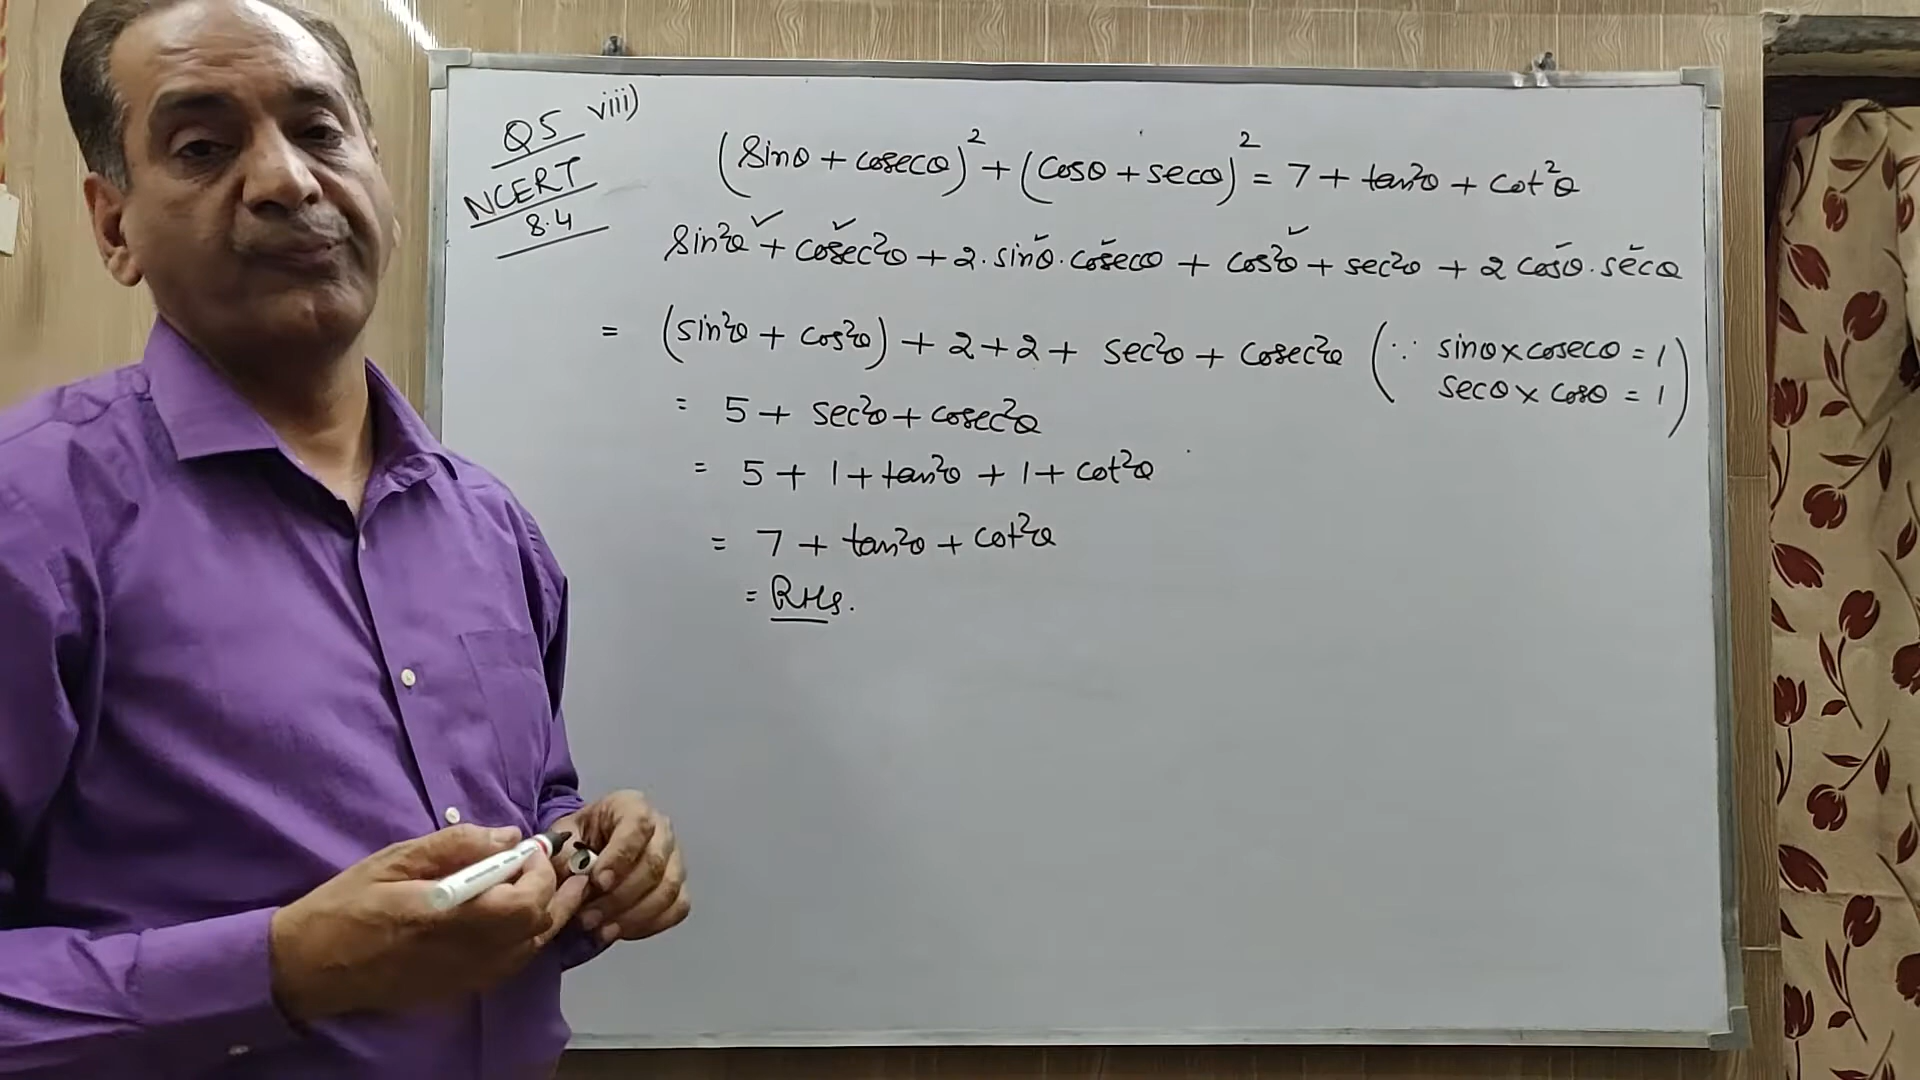 Q5 viii)
NCERT
8.4
(Sinθ + cosecθ)² + (cosθ + secθ)² = 7 + tan²θ + cot²θ
Sin²θ + cosec²θ + 2. sinθ. cosecθ + cos²θ + sec²θ + 2 cosθ. secθ
= (sin²θ + cos²θ) + 2 + 2 + sec²θ + cosec²θ (∵ sinθ × cosecθ = 1
secθ × cosθ = 1)
= 5 + sec²θ + cosec²θ
= 5 + 1 + tan²θ + 1 + cot²θ
= 7 + tan²θ + cot²θ
= RHS.